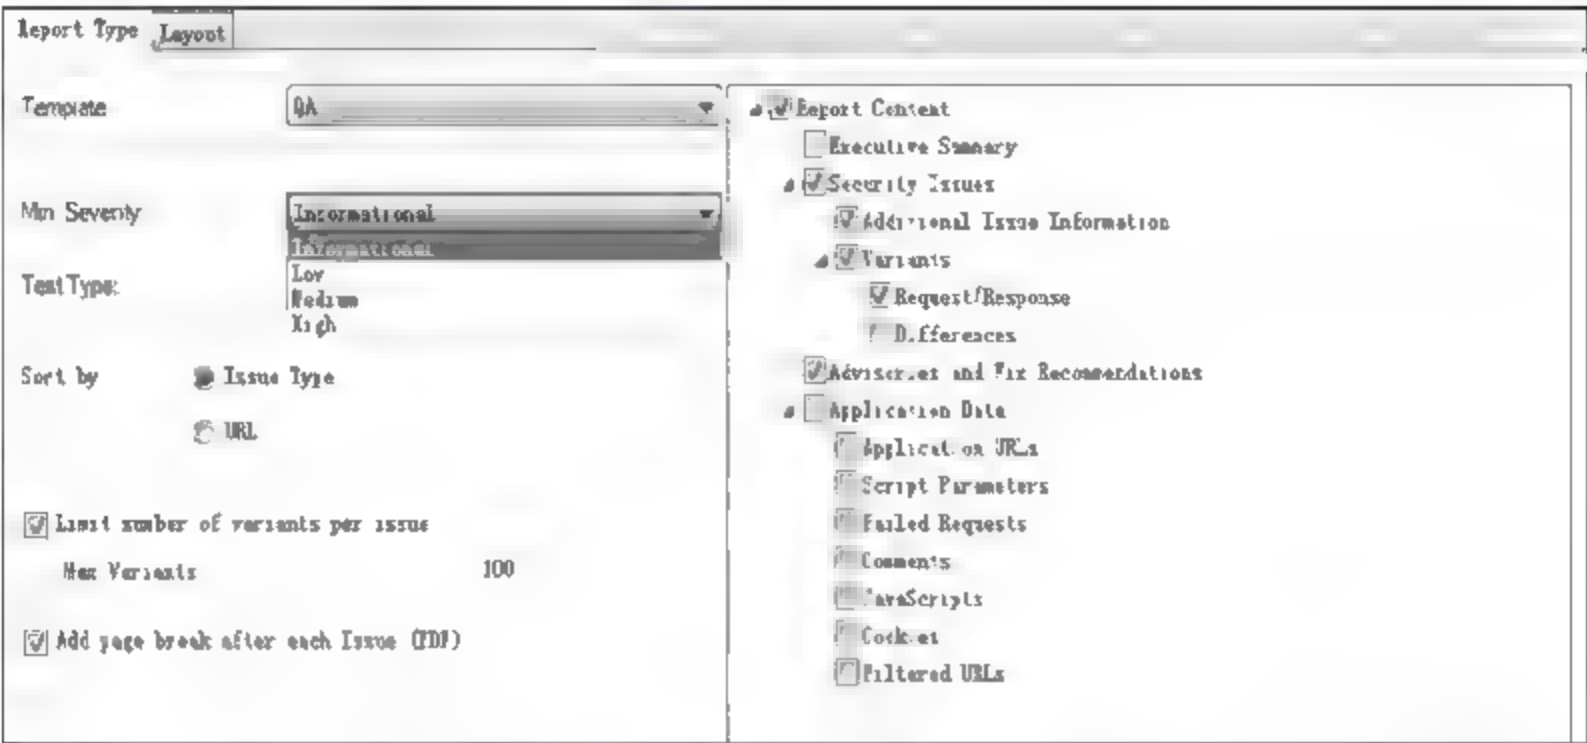 Report Type Layout
Template QA
Min Severity Informational
Informational
Low
Test Type:
Medium
High
Sort by Issue Type
URL
Limit number of variants per issue
Max Variants 100
Add page break after each Issue (PDF)
Report Content
Executive Summary
Security Issues
Additional Issue Information
Variants
Request/Response
Differences
Advisories and Fix Recommendations
Application Data
Application URLs
Script Parameters
Failed Requests
Comments
JavaScripts
Cookies
Filtered URLs